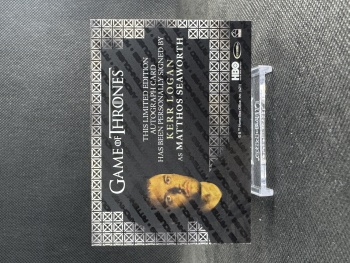 GAME OF THRONES
THIS LIMITED EDITION
AUTOGRAPH CARD
HAS BEEN PERSONALLY SIGNED BY
KERR LOGAN
AS MATTHOS SEAWORTH
HBO